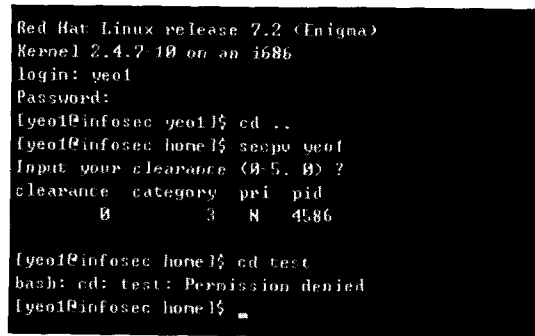 Red Hat Linux release 7.2 (Enigma)
Kernel 2.4.7-10 on an i686
login: yeo1
Password:
[yeo1@infosec yeo1]$ cd ..
[yeo1@infosec home]$ secpv yeo1
Input your clearance (0-5, 0) ?
clearance category pri pid
0 3 N 4586
[yeo1@infosec home]$ cd test
bash: cd: test: Permission denied
[yeo1@infosec home]$